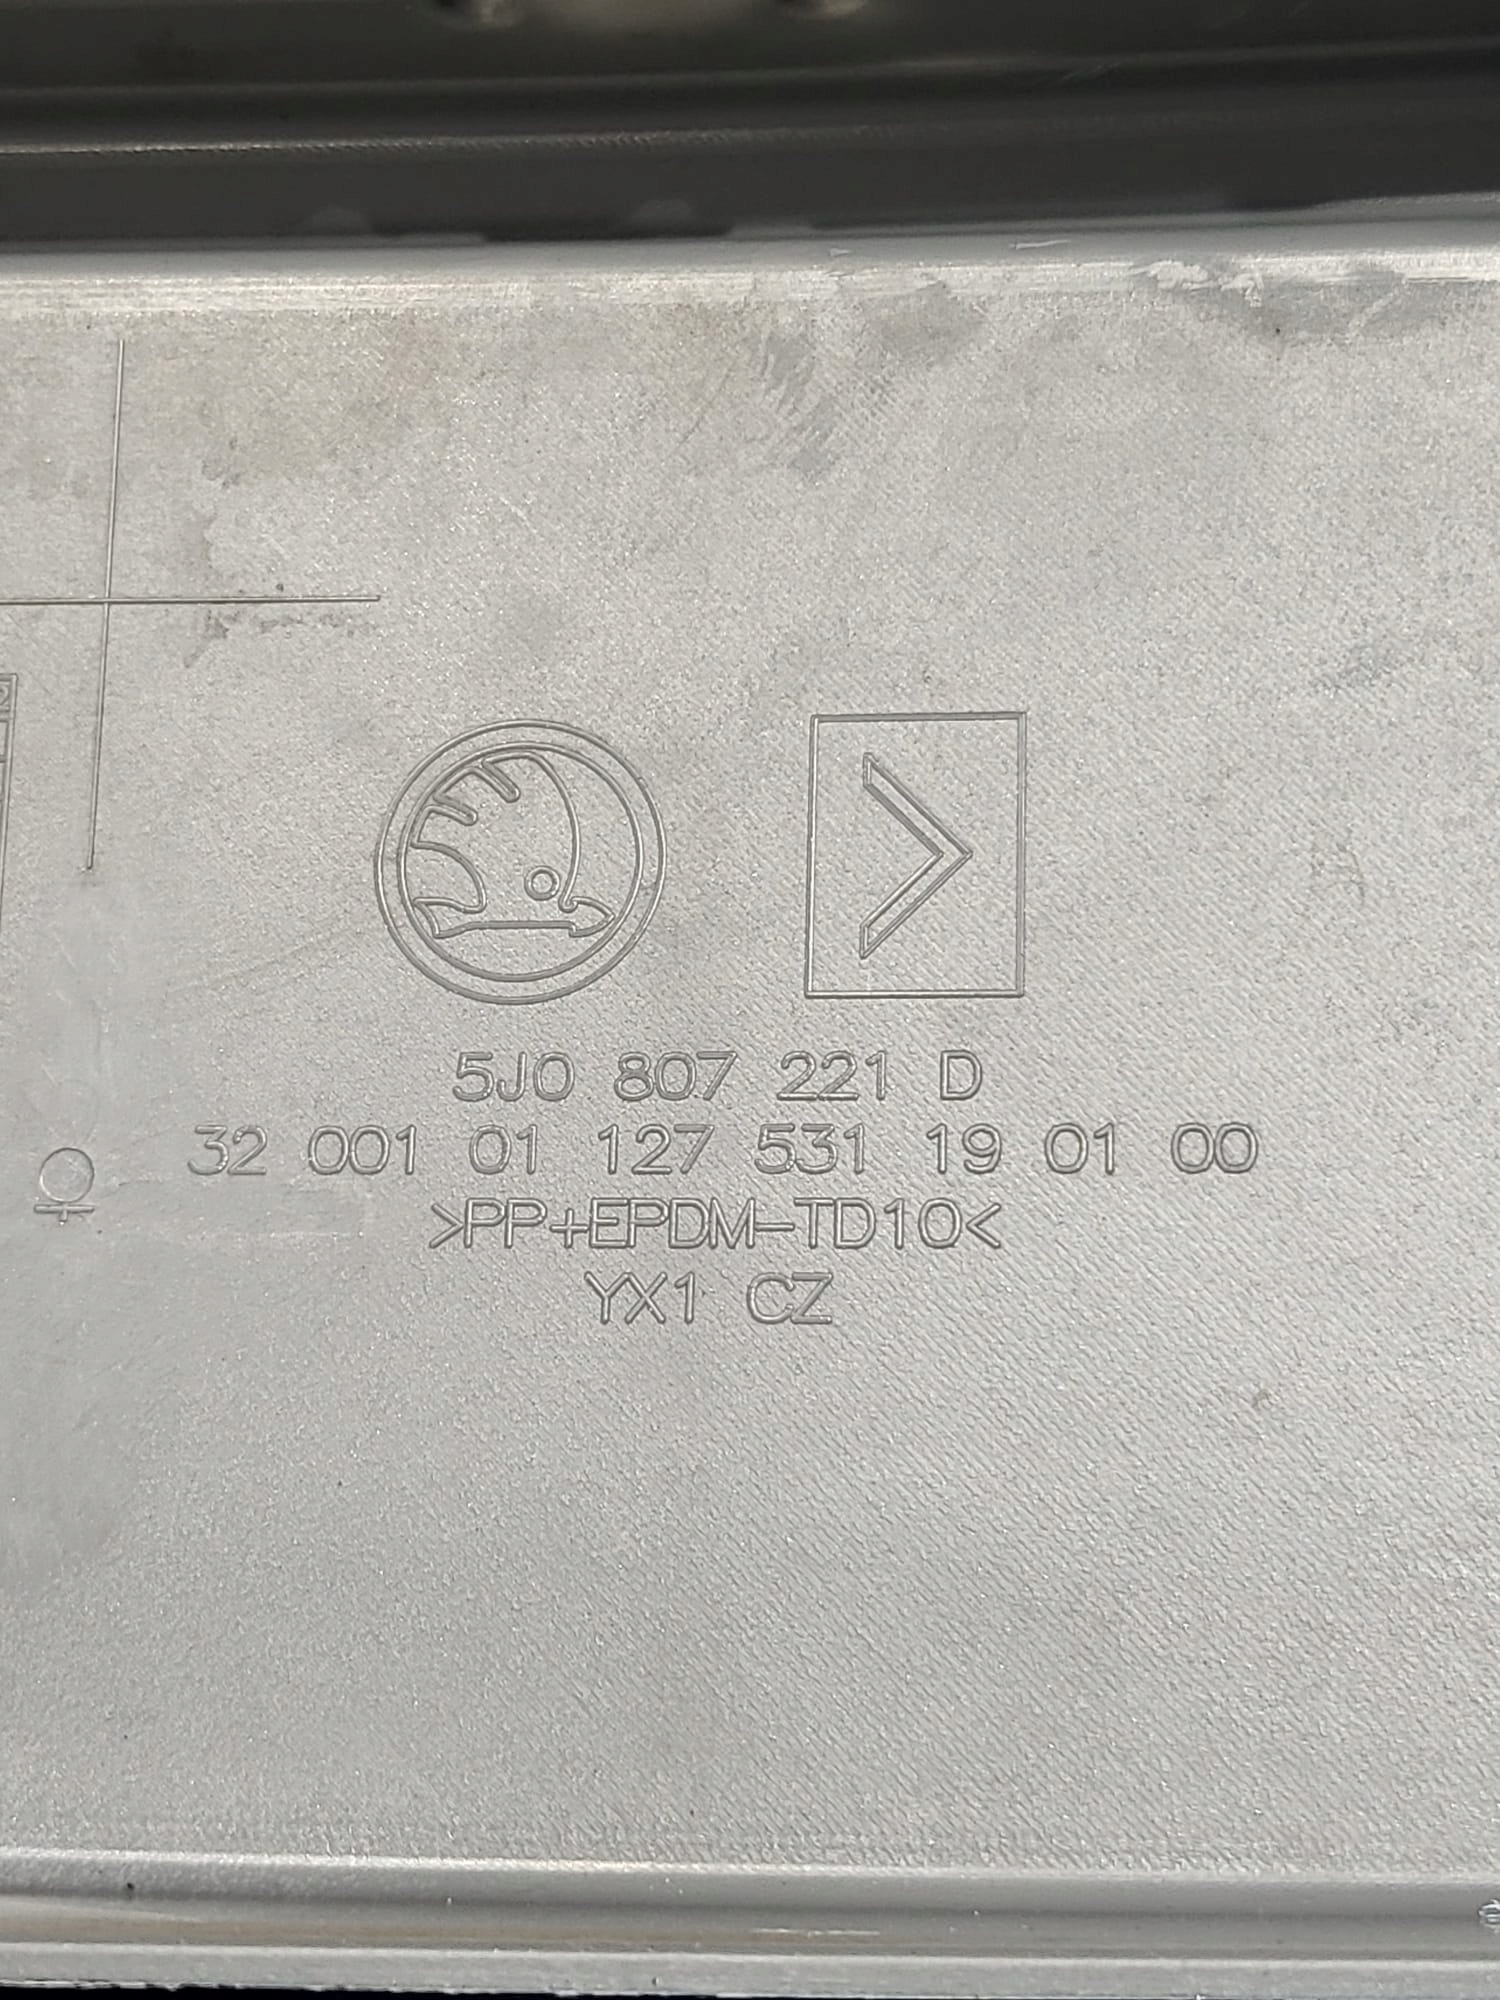 5J0 807 221 D
32 001 01 127 531 19 01 00
>PP+EPDM-TD10<
YX1 CZ